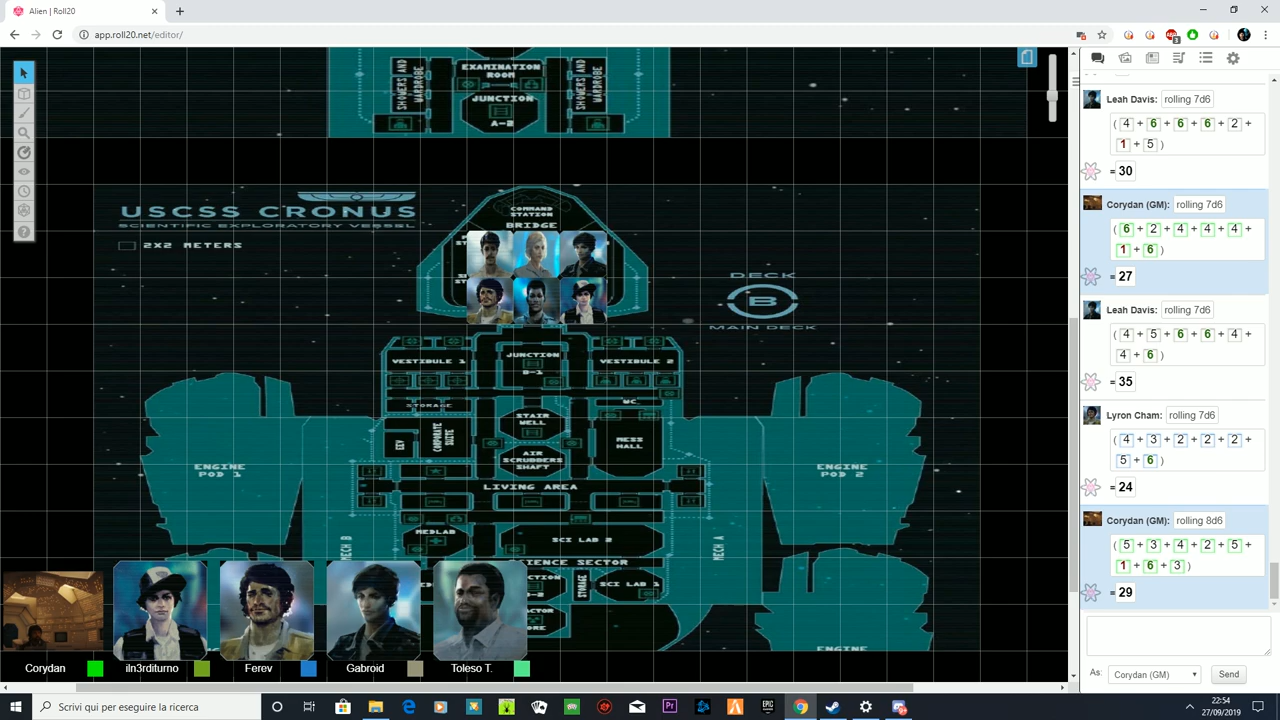 Alien | Roll20
app.roll20.net/editor/
EXAMINATION
ROOM
SHOWERS AND
WARDROBE
SHOWERS AND
WARDROBE
JUNCTION
A-2
USCSS CRONUS
SCIENTIFIC EXPLORATORY VESSEL
2X2 METERS
COMMAND
STATION
BRIDGE
DECK
B
MAIN DECK
VESTIBULE 1
JUNCTION
B-1
VESTIBULE 2
STORAGE
WC
STAIR
WELL
EEV
CORPORATE
SUITE
MESS
HALL
AIR
SCRUBBERS
SHAFT
ENGINE
POD 1
ENGINE
POD 2
LIVING AREA
MEDLAB
SCI LAB 2
MECH B
MECH A
SCIENCE SECTOR
STORAGE
SCI LAB 1
ENGINE
Corydan
iln3rditurno
Ferev
Gabroid
Toleso T.
Leah Davis: rolling 7d6
( 4 + 6 + 6 + 6 + 2 +
1 + 5 )
= 30
Corydan (GM): rolling 7d6
( 6 + 2 + 4 + 4 + 4 +
1 + 6 )
= 27
Leah Davis: rolling 7d6
( 4 + 5 + 6 + 6 + 4 +
4 + 6 )
= 35
Lyron Cham: rolling 7d6
( 4 + 3 + 2 + 2 + 2 +
5 + 6 )
= 24
Corydan (GM): rolling 8d6
( 5 + 3 + 4 + 2 + 5 +
1 + 6 + 3 )
= 29
As: Corydan (GM) Send
Scrivi qui per eseguire la ricerca
22:54
27/09/2019